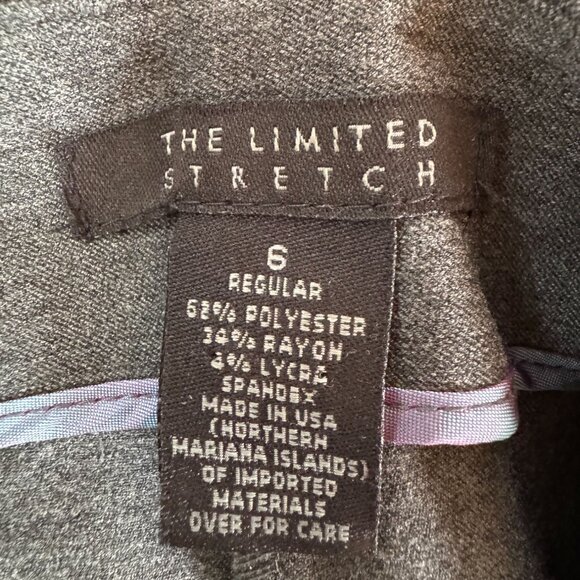 THE LIMITED
STRETCH
6
REGULAR
62% POLYESTER
34% RAYON
4% LYCRA
SPANDEX
MADE IN USA
(NORTHERN
MARIANA ISLANDS)
OF IMPORTED
MATERIALS
OVER FOR CARE